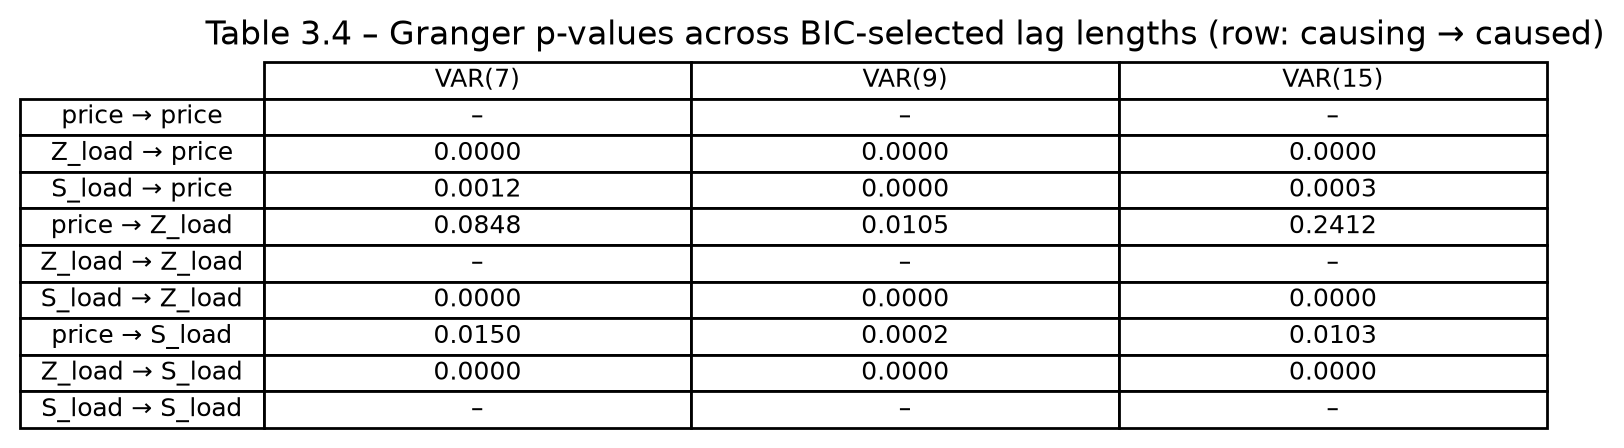 Table 3.4 – Granger p-values across BIC-selected lag lengths (row: causing → caused)
VAR(7) VAR(9) VAR(15)
price → price – – –
Z_load → price 0.0000 0.0000 0.0000
S_load → price 0.0012 0.0000 0.0003
price → Z_load 0.0848 0.0105 0.2412
Z_load → Z_load – – –
S_load → Z_load 0.0000 0.0000 0.0000
price → S_load 0.0150 0.0002 0.0103
Z_load → S_load 0.0000 0.0000 0.0000
S_load → S_load – – –